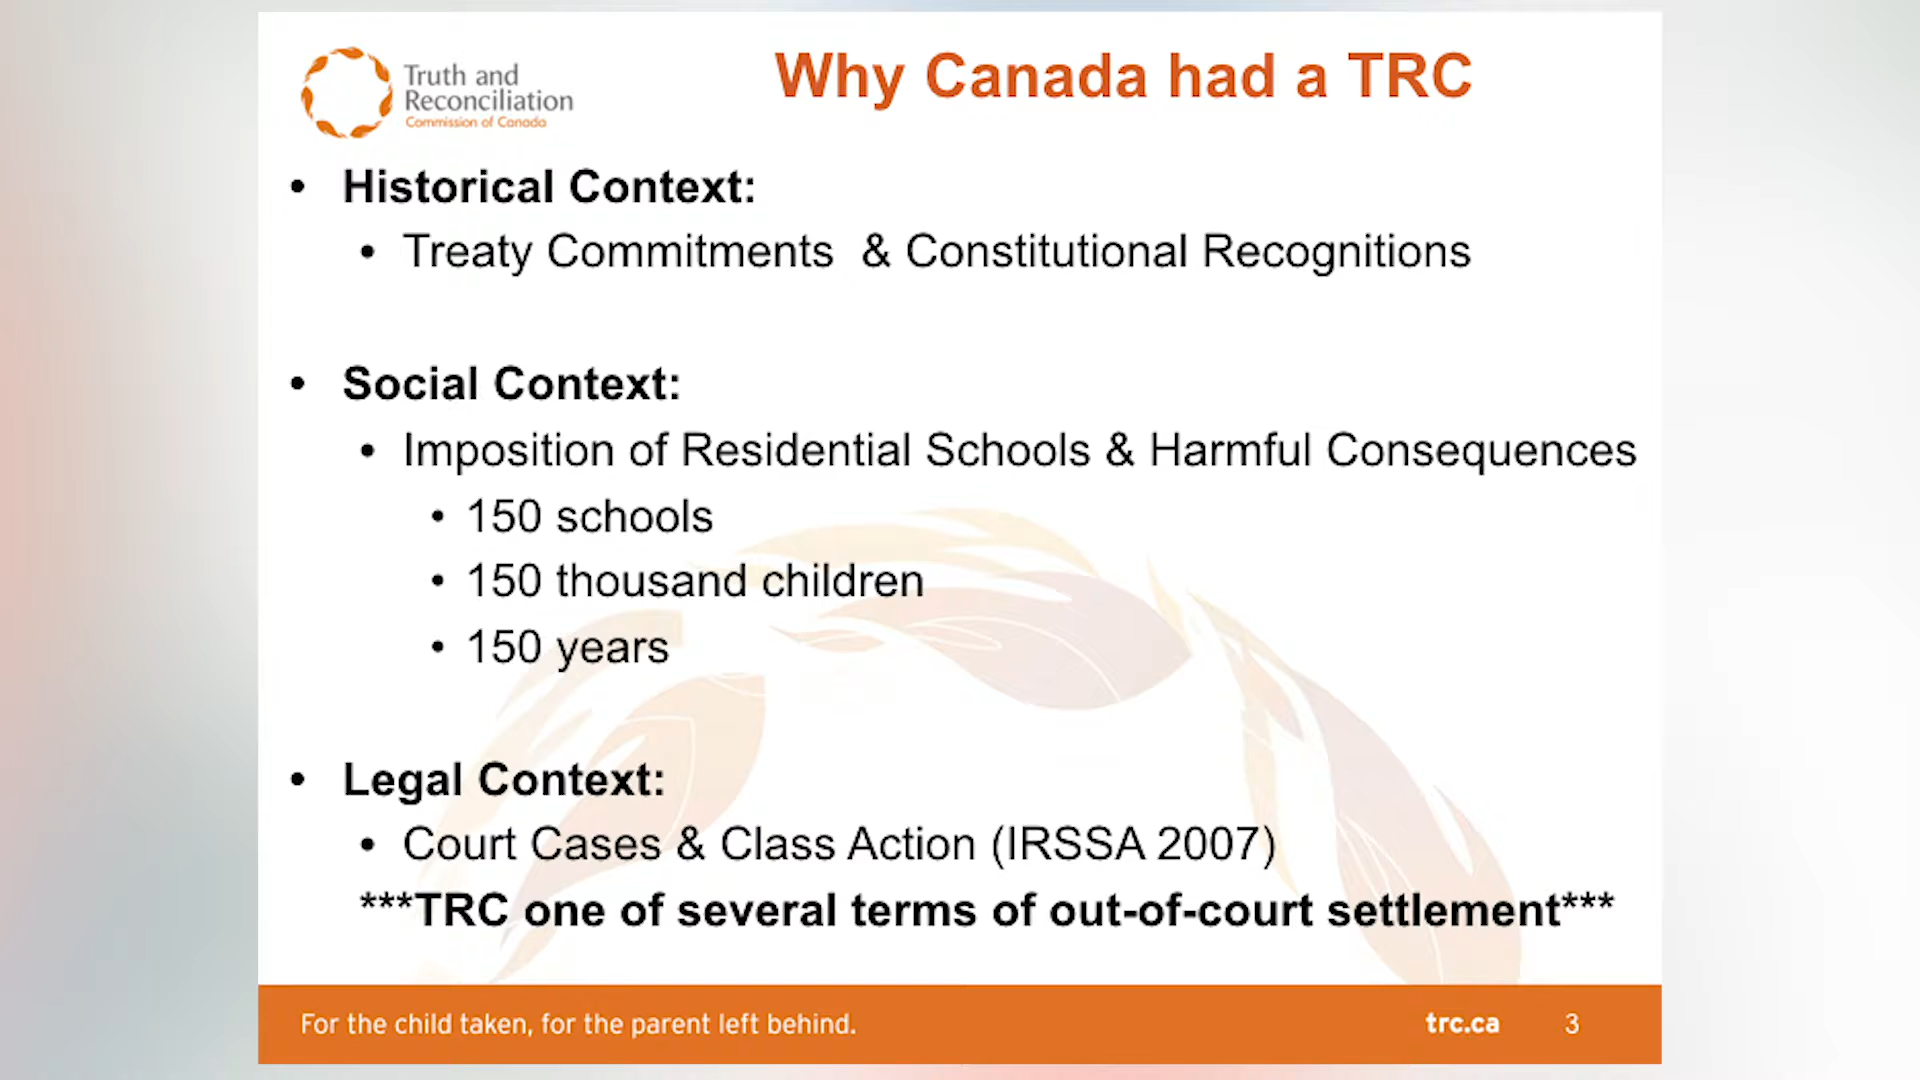 Truth and
Reconciliation
Commission of Canada
Why Canada had a TRC
• Historical Context:
• Treaty Commitments & Constitutional Recognitions
• Social Context:
• Imposition of Residential Schools & Harmful Consequences
• 150 schools
• 150 thousand children
• 150 years
• Legal Context:
• Court Cases & Class Action (IRSSA 2007)
***TRC one of several terms of out-of-court settlement***
For the child taken, for the parent left behind.
trc.ca 3